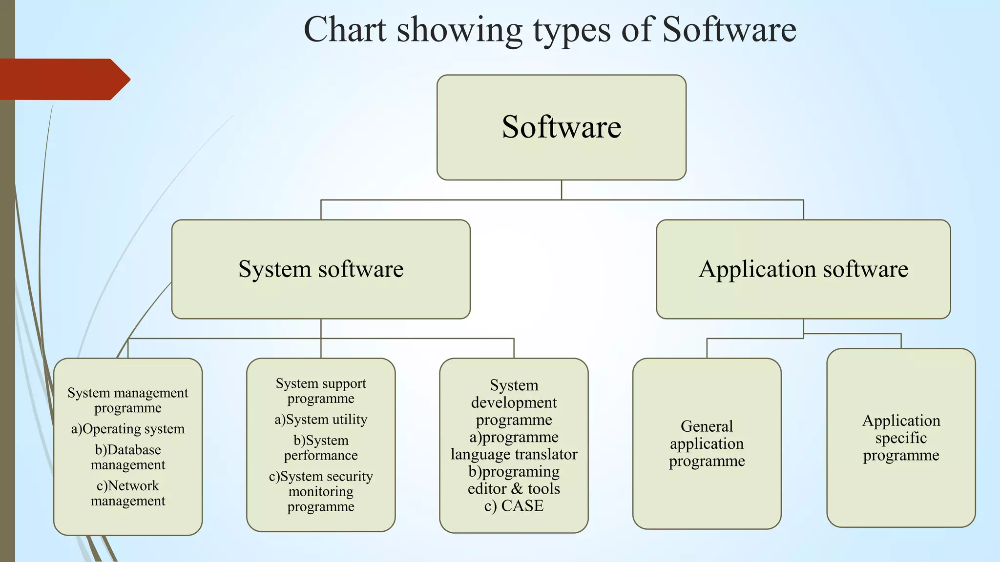 Chart showing types of Software
Software
System software
Application software
System management
programme
a)Operating system
b)Database
management
c)Network
management
System support
programme
a)System utility
b)System
performance
c)System security
monitoring
programme
System
development
programme
a)programme
language translator
b)programing
editor & tools
c) CASE
General
application
programme
Application
specific
programme